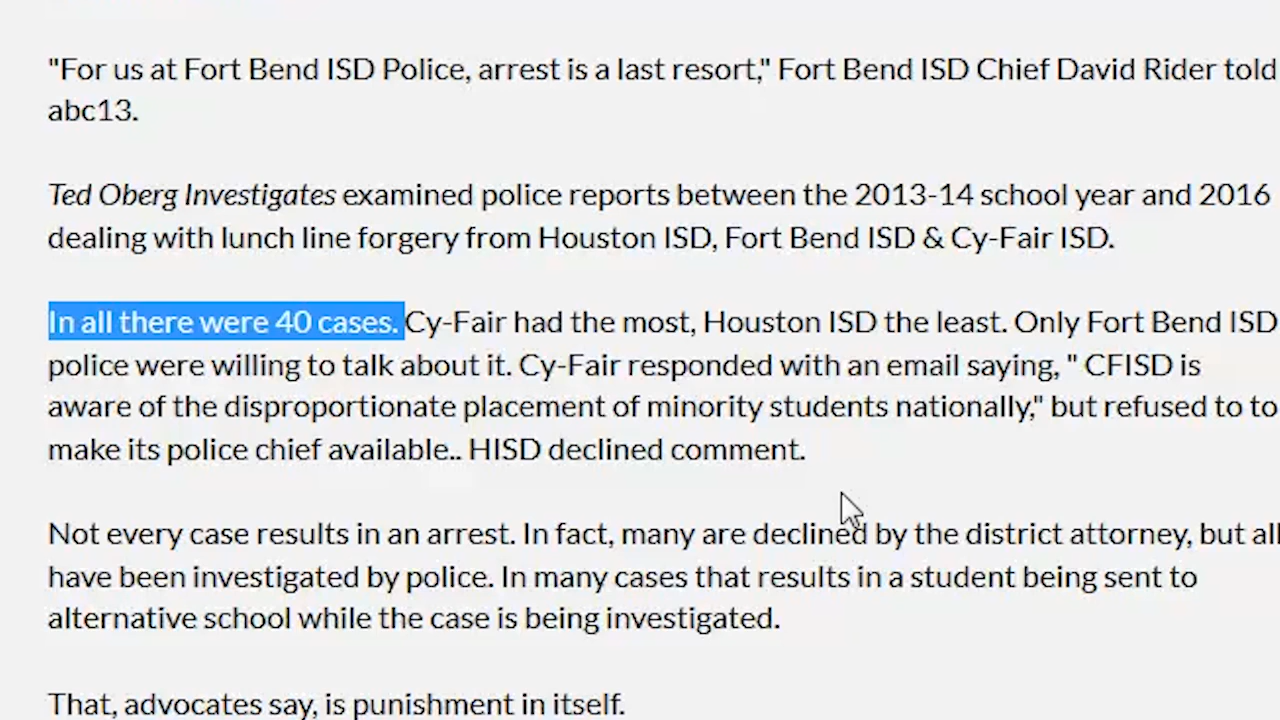 "For us at Fort Bend ISD Police, arrest is a last resort," Fort Bend ISD Chief David Rider told
abc13.
Ted Oberg Investigates examined police reports between the 2013-14 school year and 2016
dealing with lunch line forgery from Houston ISD, Fort Bend ISD & Cy-Fair ISD.
In all there were 40 cases. Cy-Fair had the most, Houston ISD the least. Only Fort Bend ISD
police were willing to talk about it. Cy-Fair responded with an email saying, " CFISD is
aware of the disproportionate placement of minority students nationally," but refused to to
make its police chief available.. HISD declined comment.
Not every case results in an arrest. In fact, many are declined by the district attorney, but all
have been investigated by police. In many cases that results in a student being sent to
alternative school while the case is being investigated.
That, advocates say, is punishment in itself.